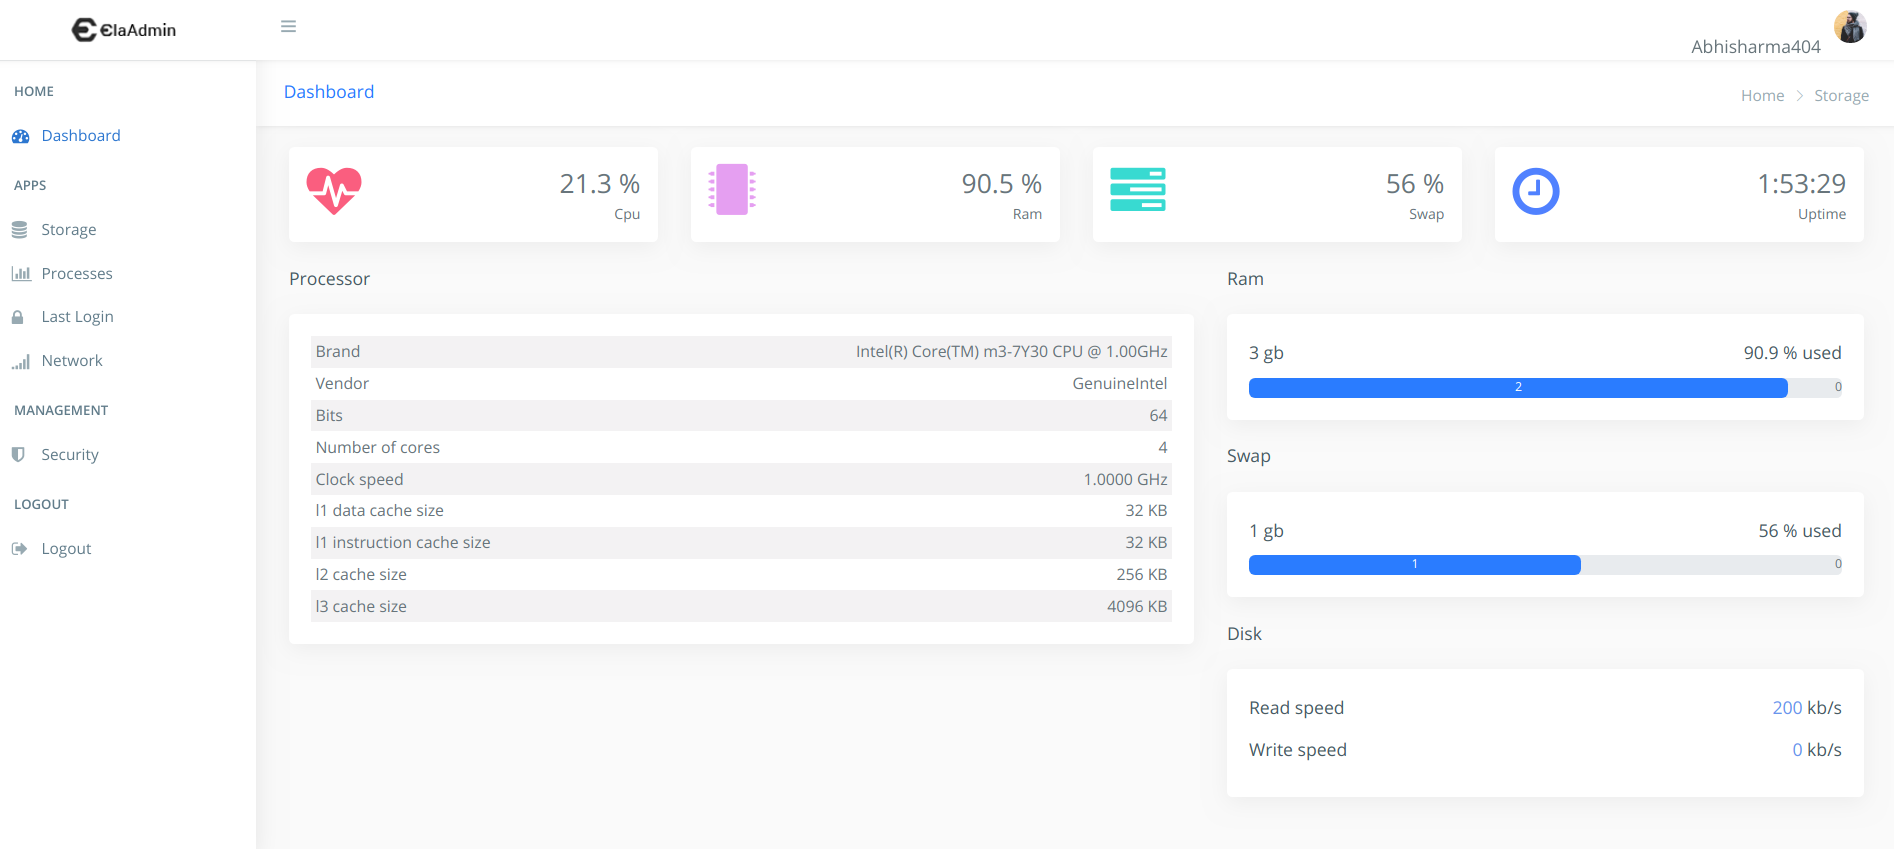 ElaAdmin
Abhisharma404
HOME
Dashboard
APPS
Storage
Processes
Last Login
Network
MANAGEMENT
Security
LOGOUT
Logout
Dashboard
Home > Storage
21.3 %
Cpu
90.5 %
Ram
56 %
Swap
1:53:29
Uptime
Processor
Brand Intel(R) Core(TM) m3-7Y30 CPU @ 1.00GHz
Vendor GenuineIntel
Bits 64
Number of cores 4
Clock speed 1.0000 GHz
l1 data cache size 32 KB
l1 instruction cache size 32 KB
l2 cache size 256 KB
l3 cache size 4096 KB
Ram
3 gb 90.9 % used
2 0
Swap
1 gb 56 % used
1 0
Disk
Read speed 200 kb/s
Write speed 0 kb/s